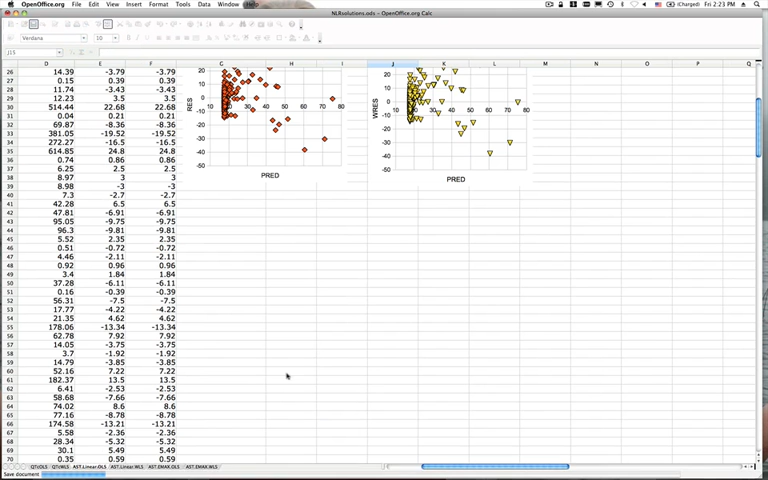 OpenOffice.org File Edit View Insert Format Tools Data Window Help (Charged) Fri 2:23 PM
NLRsolutions.ods - OpenOffice.org Calc
Verdana 10
J15
D E F G H I J K L M N O P Q
26 14.39 -3.79 -3.79
27 0.15 0.39 0.39
28 11.74 -3.43 -3.43
29 12.23 3.5 3.5
30 514.44 22.68 22.68
31 0.04 0.21 0.21
32 69.87 -8.36 -8.36
33 381.05 -19.52 -19.52
34 272.27 -16.5 -16.5
35 614.85 24.8 24.8
36 0.74 0.86 0.86
37 6.25 2.5 2.5
38 8.97 3 3
39 8.98 -3 -3
40 7.3 -2.7 -2.7
41 42.28 6.5 6.5
42 47.81 -6.91 -6.91
43 95.05 -9.75 -9.75
44 96.3 -9.81 -9.81
45 5.52 2.35 2.35
46 0.51 -0.72 -0.72
47 4.46 -2.11 -2.11
48 0.92 0.96 0.96
49 3.4 1.84 1.84
50 37.28 -6.11 -6.11
51 0.16 -0.39 -0.39
52 56.31 -7.5 -7.5
53 17.77 -4.22 -4.22
54 21.35 4.62 4.62
55 178.06 -13.34 -13.34
56 62.78 7.92 7.92
57 14.05 -3.75 -3.75
58 3.7 -1.92 -1.92
59 14.79 -3.85 -3.85
60 52.16 7.22 7.22
61 182.37 13.5 13.5
62 6.41 -2.53 -2.53
63 58.68 -7.66 -7.66
64 74.02 8.6 8.6
65 77.16 -8.78 -8.78
66 174.58 -13.21 -13.21
67 5.58 -2.36 -2.36
68 28.34 -5.32 -5.32
69 30.1 5.49 5.49
70 0.35 0.59 0.59
RES
20
10
0
-10
-20
-30
-40
-50
10 20 30 40 50 60 70 80
PRED
WRES
20
10
0
-10
-20
-30
-40
-50
10 20 30 40 50 60 70 80
PRED
QTcOLS QTcWLS AST.Linear.OLS AST.Linear.WLS AST.EMAX.OLS AST.EMAX.WLS
Save document